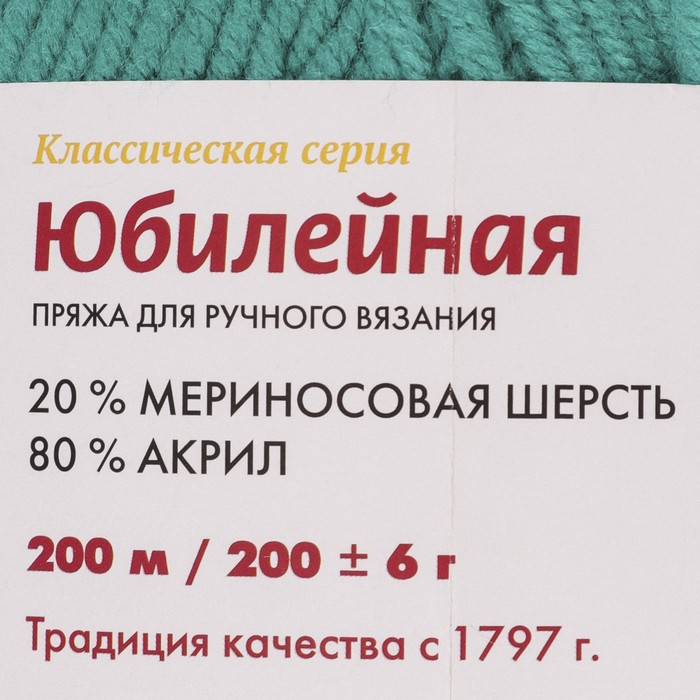 Классическая серия
Юбилейная
ПРЯЖА ДЛЯ РУЧНОГО ВЯЗАНИЯ
20 % МЕРИНОСОВАЯ ШЕРСТЬ
80 % АКРИЛ
200 м / 200 ± 6 г
Традиция качества с 1797 г.